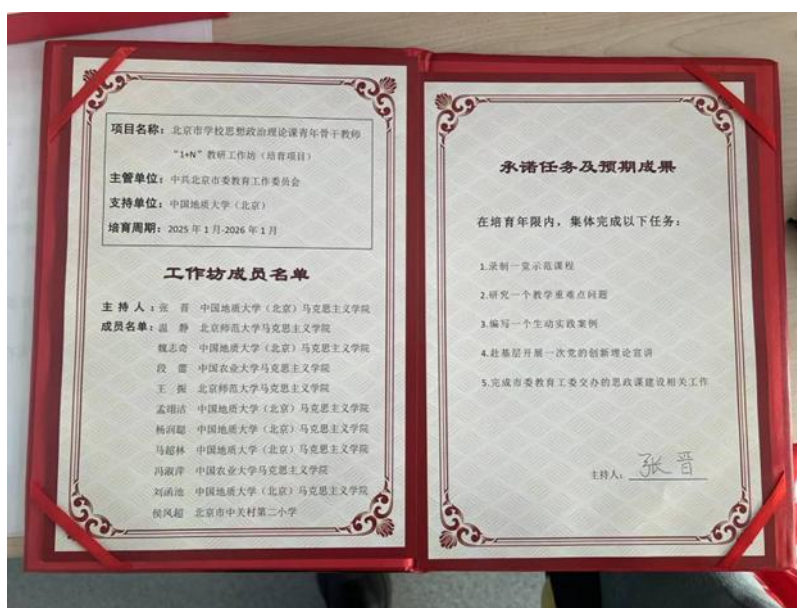 项目名称：北京市学校思想政治理论课青年骨干教师
“1+N”教研工作坊（培育项目）
主管单位：中共北京市委教育工作委员会
支持单位：中国地质大学（北京）
培育周期：2025年1月-2026年1月
工作坊成员名单
主 持 人：张 晋 中国地质大学（北京）马克思主义学院
成员名单：温 静 北京师范大学马克思主义学院
魏志奇 中国地质大学（北京）马克思主义学院
段 蕾 中国农业大学马克思主义学院
王 振 北京师范大学马克思主义学院
孟翊洁 中国地质大学（北京）马克思主义学院
杨润聪 中国地质大学（北京）马克思主义学院
马超林 中国地质大学（北京）马克思主义学院
冯淑萍 中国农业大学马克思主义学院
刘函池 中国地质大学（北京）马克思主义学院
侯风超 北京市中关村第二小学
承诺任务及预期成果
在培育年限内，集体完成以下任务：
1.录制一堂示范课程
2.研究一个教学重难点问题
3.编写一个生动实践案例
4.赴基层开展一次党的创新理论宣讲
5.完成市委教育工委交办的思政课建设相关工作
主持人：张晋